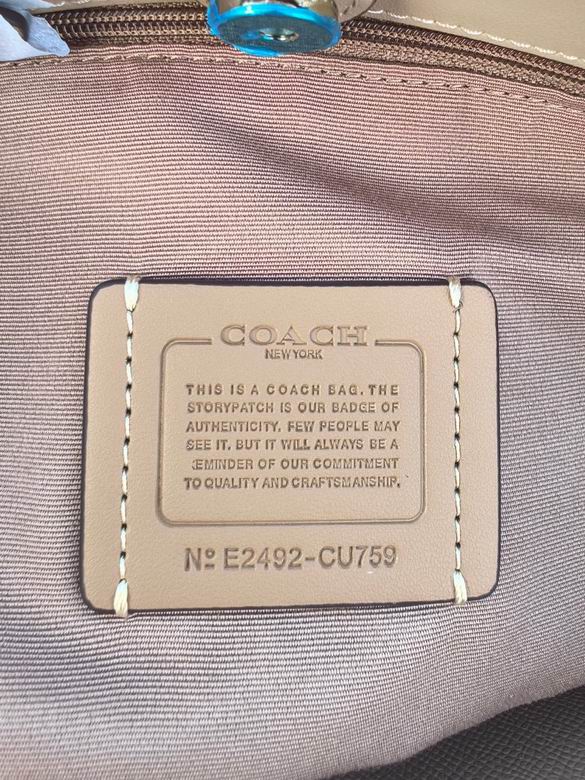 COACH
NEW YORK
THIS IS A COACH BAG. THE
STORYPATCH IS OUR BADGE OF
AUTHENTICITY. FEW PEOPLE MAY
SEE IT. BUT IT WILL ALWAYS BE A
EMINDER OF OUR COMMITMENT
TO QUALITY AND CRAFTSMANSHIP.
Nº E2492-CU759